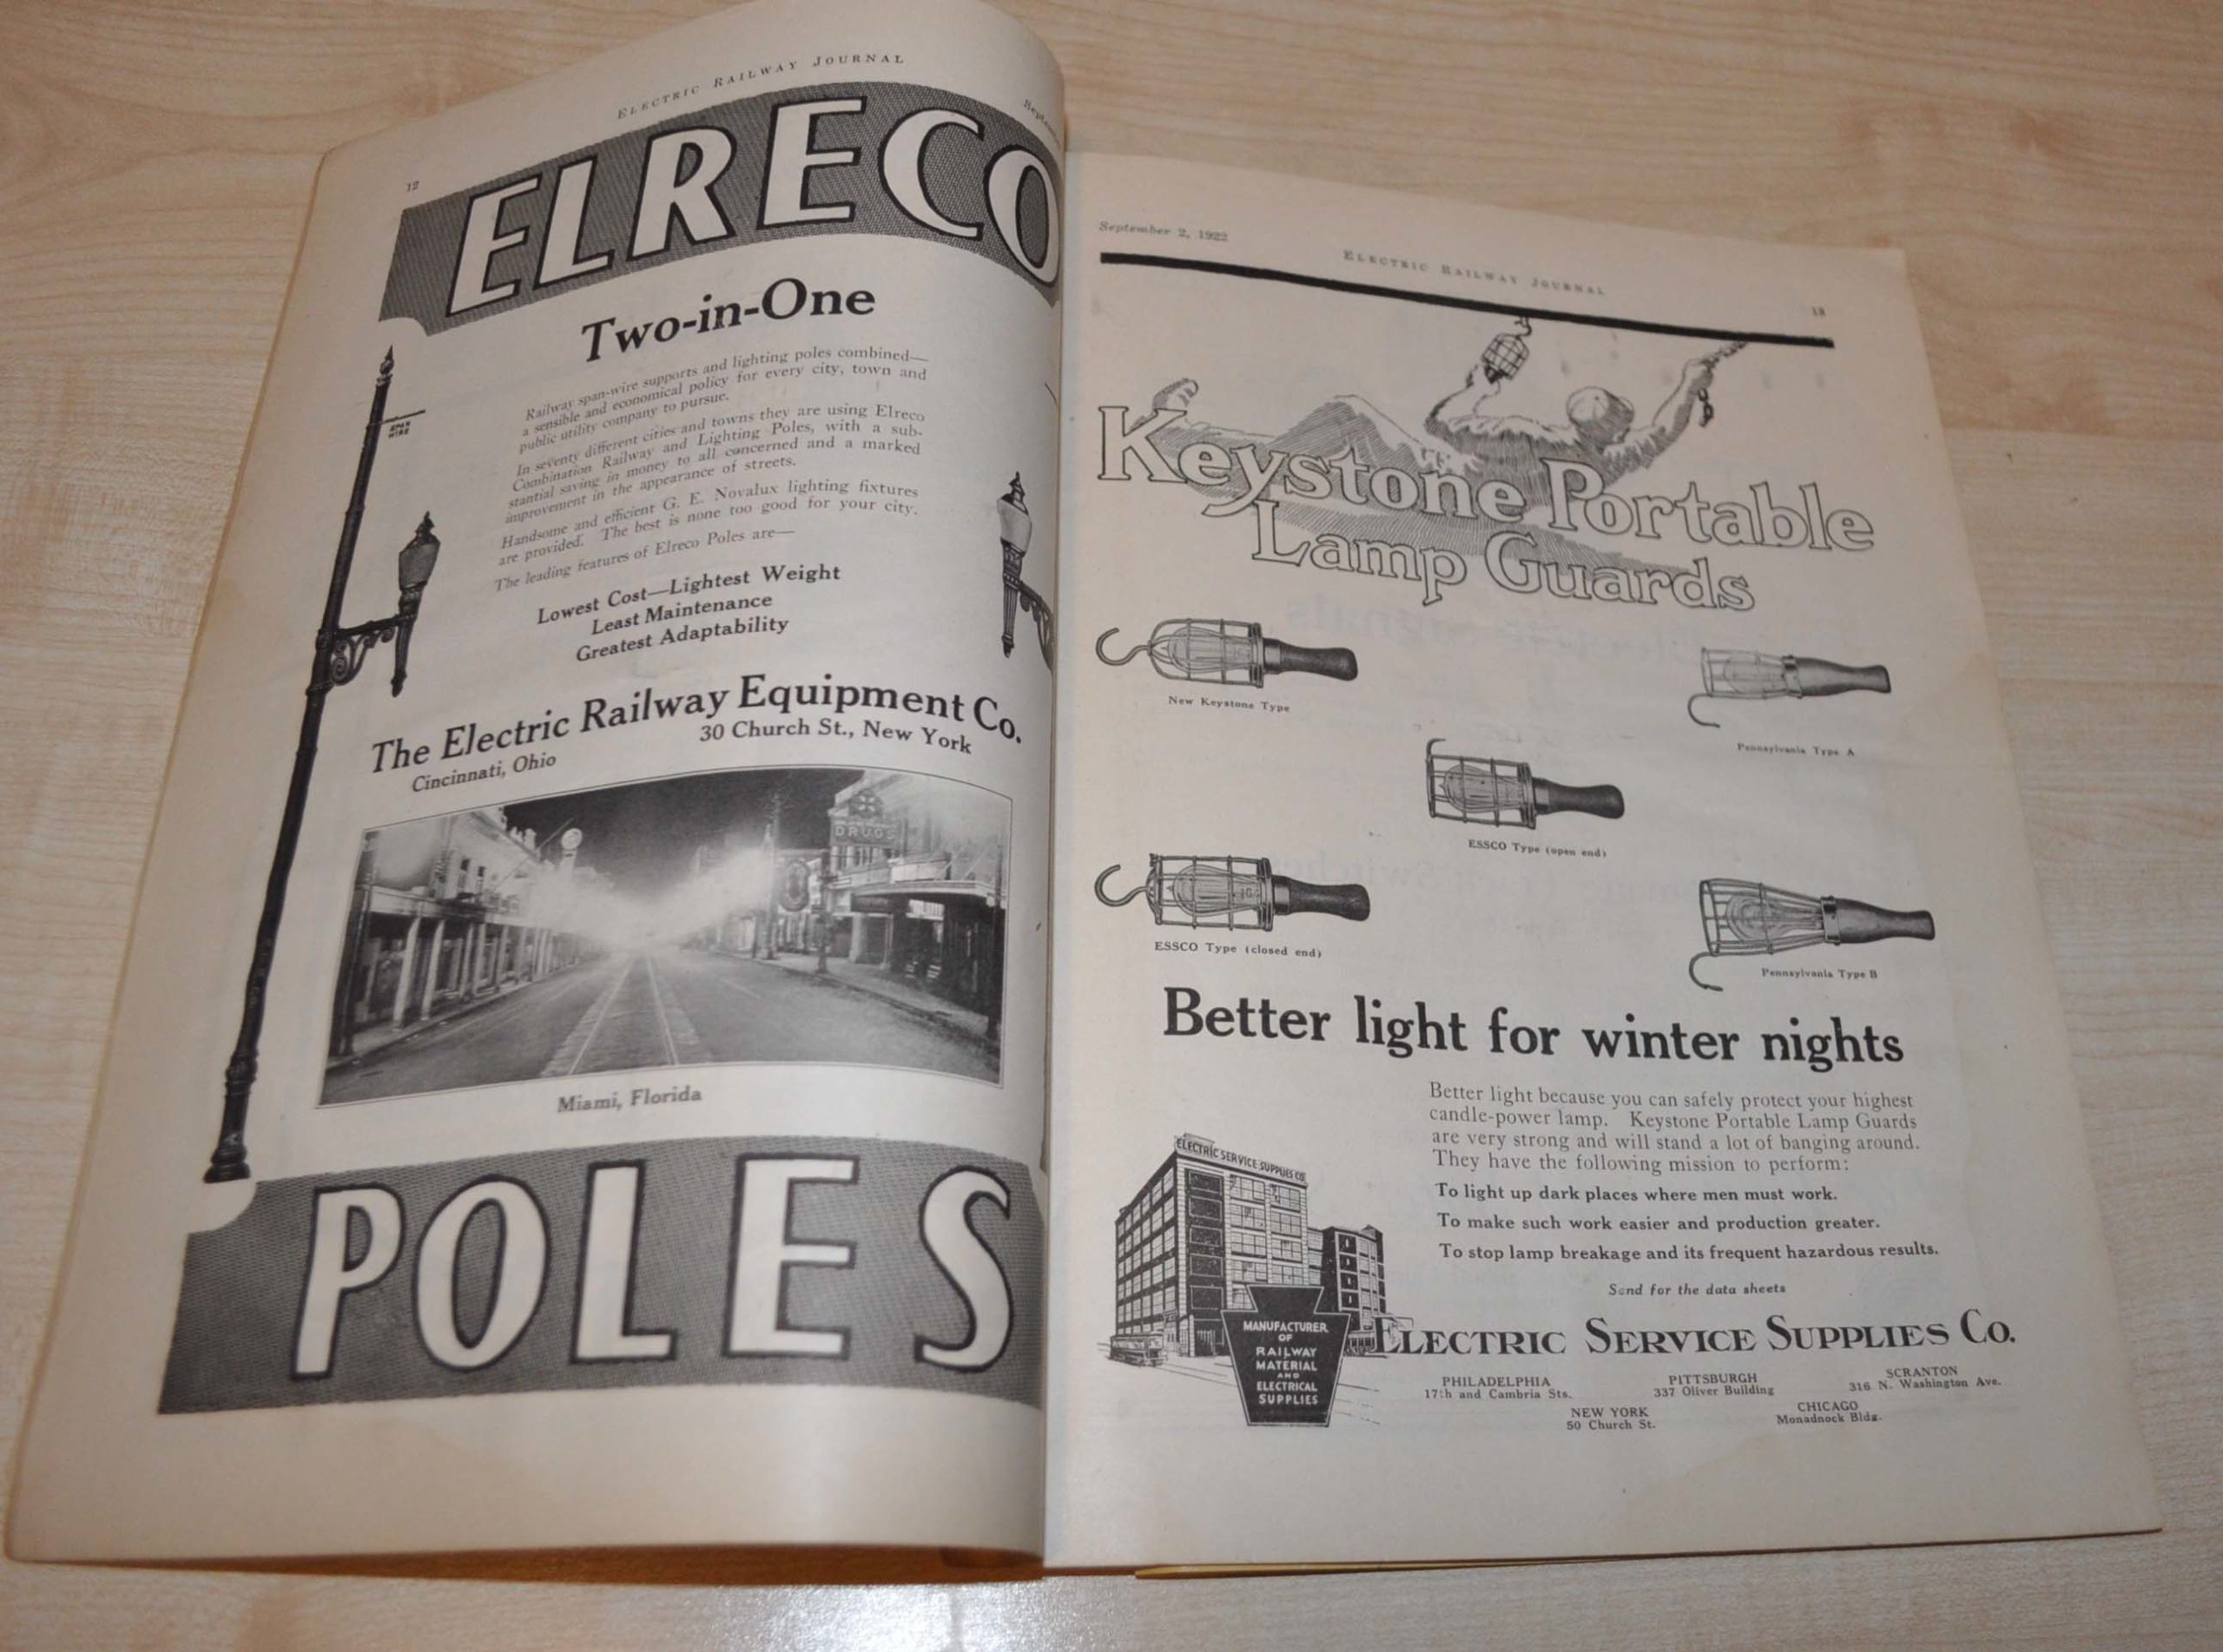 12
ELECTRIC RAILWAY JOURNAL
ELRECO
Two-in-One
Railway span-wire supports and lighting poles combined—
a sensible and economical policy for every city, town and
public utility company to pursue.
In seventy different cities and towns they are using Elreco
Combination Railway and Lighting Poles, with a sub-
stantial saving in money to all concerned and a marked
improvement in the appearance of streets.
Handsome and efficient G. E. Novalux lighting fixtures
are provided. The best is none too good for your city.
The leading features of Elreco Poles are—
Lowest Cost—Lightest Weight
Least Maintenance
Greatest Adaptability
SPAN
WIRE
The Electric Railway Equipment Co.
Cincinnati, Ohio
30 Church St., New York
DRUGS
Miami, Florida
POLES
September 2, 1922
ELECTRIC RAILWAY JOURNAL
13
Keystone Portable
Lamp Guards
New Keystone Type
Pennsylvania Type A
ESSCO Type (open end)
ESSCO Type (closed end)
Pennsylvania Type B
Better light for winter nights
Better light because you can safely protect your highest
candle-power lamp. Keystone Portable Lamp Guards
are very strong and will stand a lot of banging around.
They have the following mission to perform:
To light up dark places where men must work.
To make such work easier and production greater.
To stop lamp breakage and its frequent hazardous results.
Send for the data sheets
ELECTRIC SERVICE SUPPLIES CO.
MANUFACTURER
OF
RAILWAY
MATERIAL
AND
ELECTRICAL
SUPPLIES
ELECTRIC SERVICE SUPPLIES CO.
PHILADELPHIA
17th and Cambria Sts.
PITTSBURGH
337 Oliver Building
SCRANTON
316 N. Washington Ave.
NEW YORK
50 Church St.
CHICAGO
Monadnock Bldg.